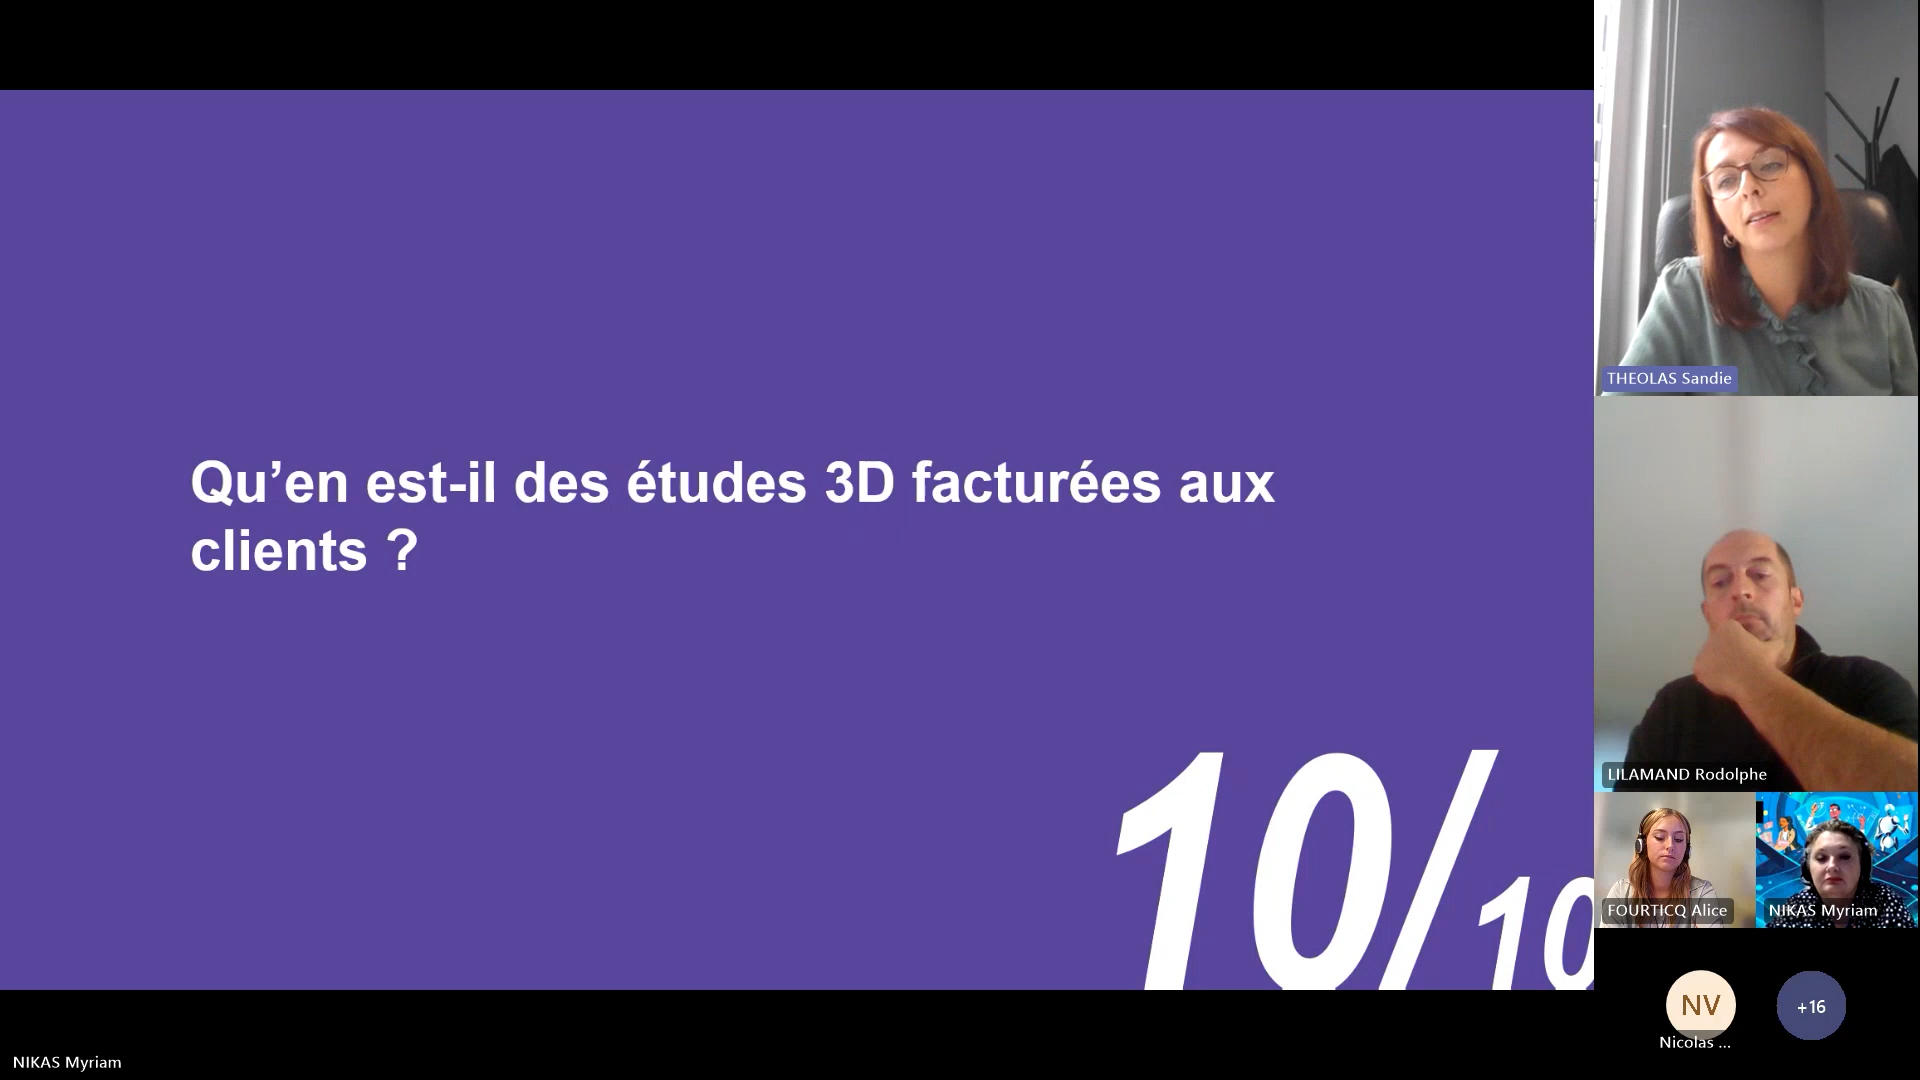 Qu’en est-il des études 3D facturées aux
clients ?
10/10
THEOLAS Sandie
LILAMAND Rodolphe
FOURTICQ Alice
NIKAS Myriam
NV
+16
Nicolas ...
NIKAS Myriam